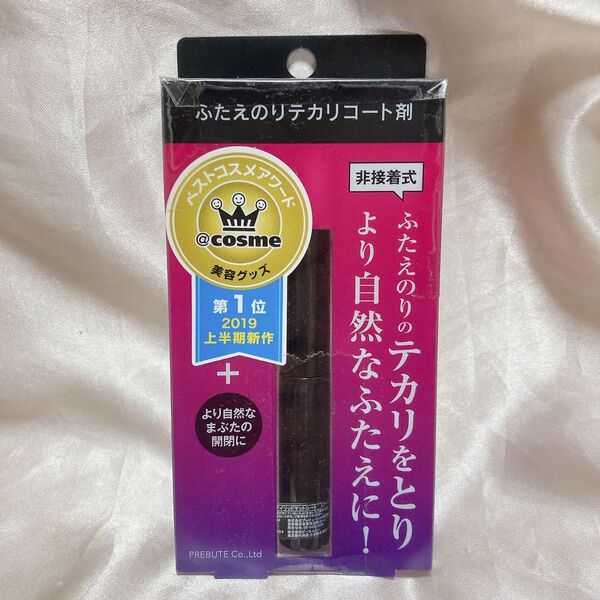 ふたえのりテカリコート剤
ベストコスメアワード
@cosme
美容グッズ
第1位
2019
上半期新作
+
より自然な
まぶたの
開閉に
非接着式
ふたえのりのテカリをとり
より自然なふたえに!
PREBUTE Co.,Ltd